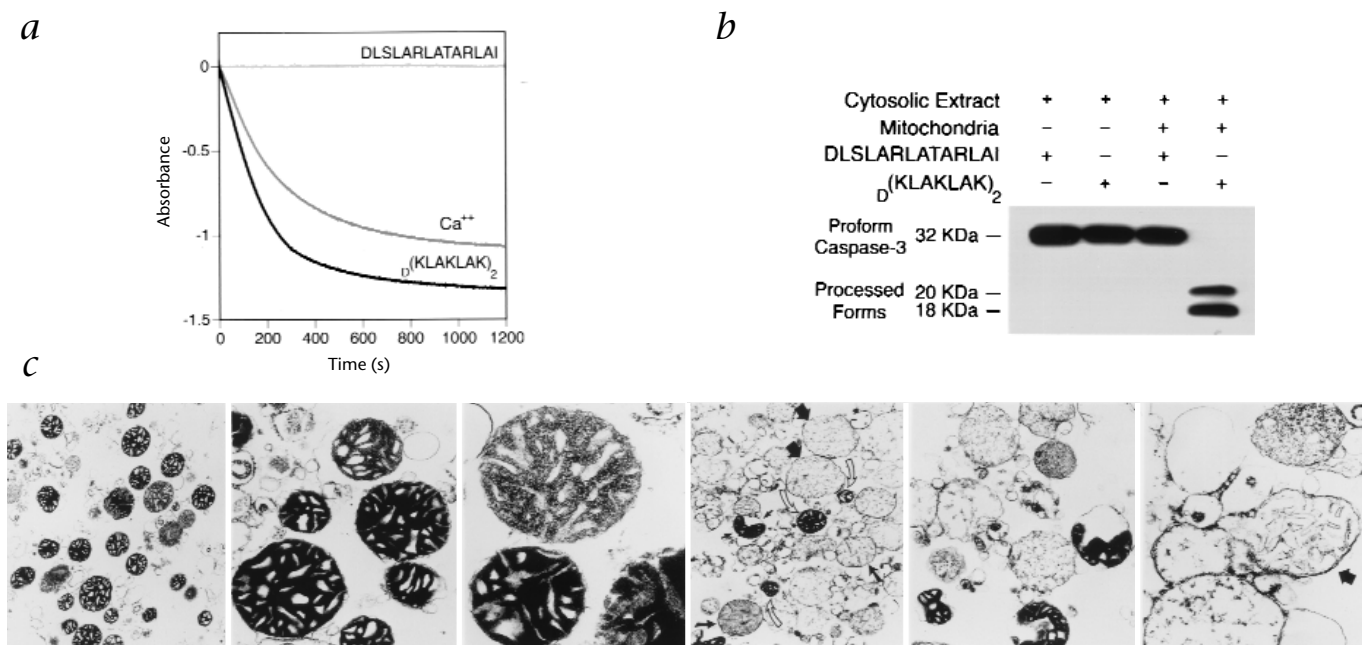 a
DLSLARLATARLAI
0
-0.5
-1
-1.5
Absorbance
Ca++
D(KLAKLAK)2
0 200 400 600 800 1000 1200
Time (s)
b
Cytosolic Extract + + + +
Mitochondria – – + +
DLSLARLATARLAI + – + –
D(KLAKLAK)2 – + – +
Proform
Caspase-3
32 KDa –
Processed
Forms
20 KDa –
18 KDa –
c